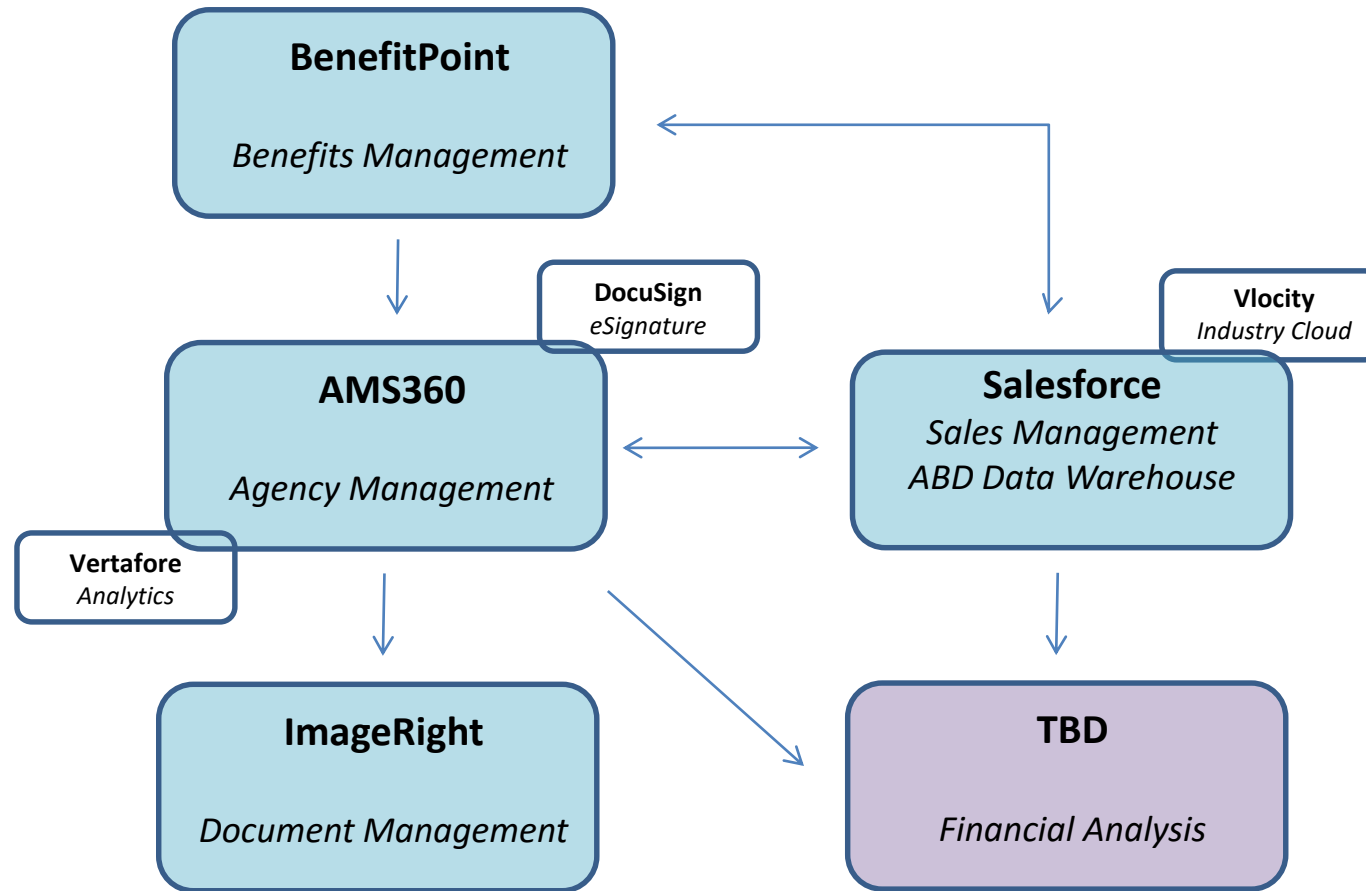 BenefitPoint
Benefits Management
DocuSign
eSignature
Vlocity
Industry Cloud
AMS360
Agency Management
Salesforce
Sales Management
ABD Data Warehouse
Vertafore
Analytics
ImageRight
Document Management
TBD
Financial Analysis